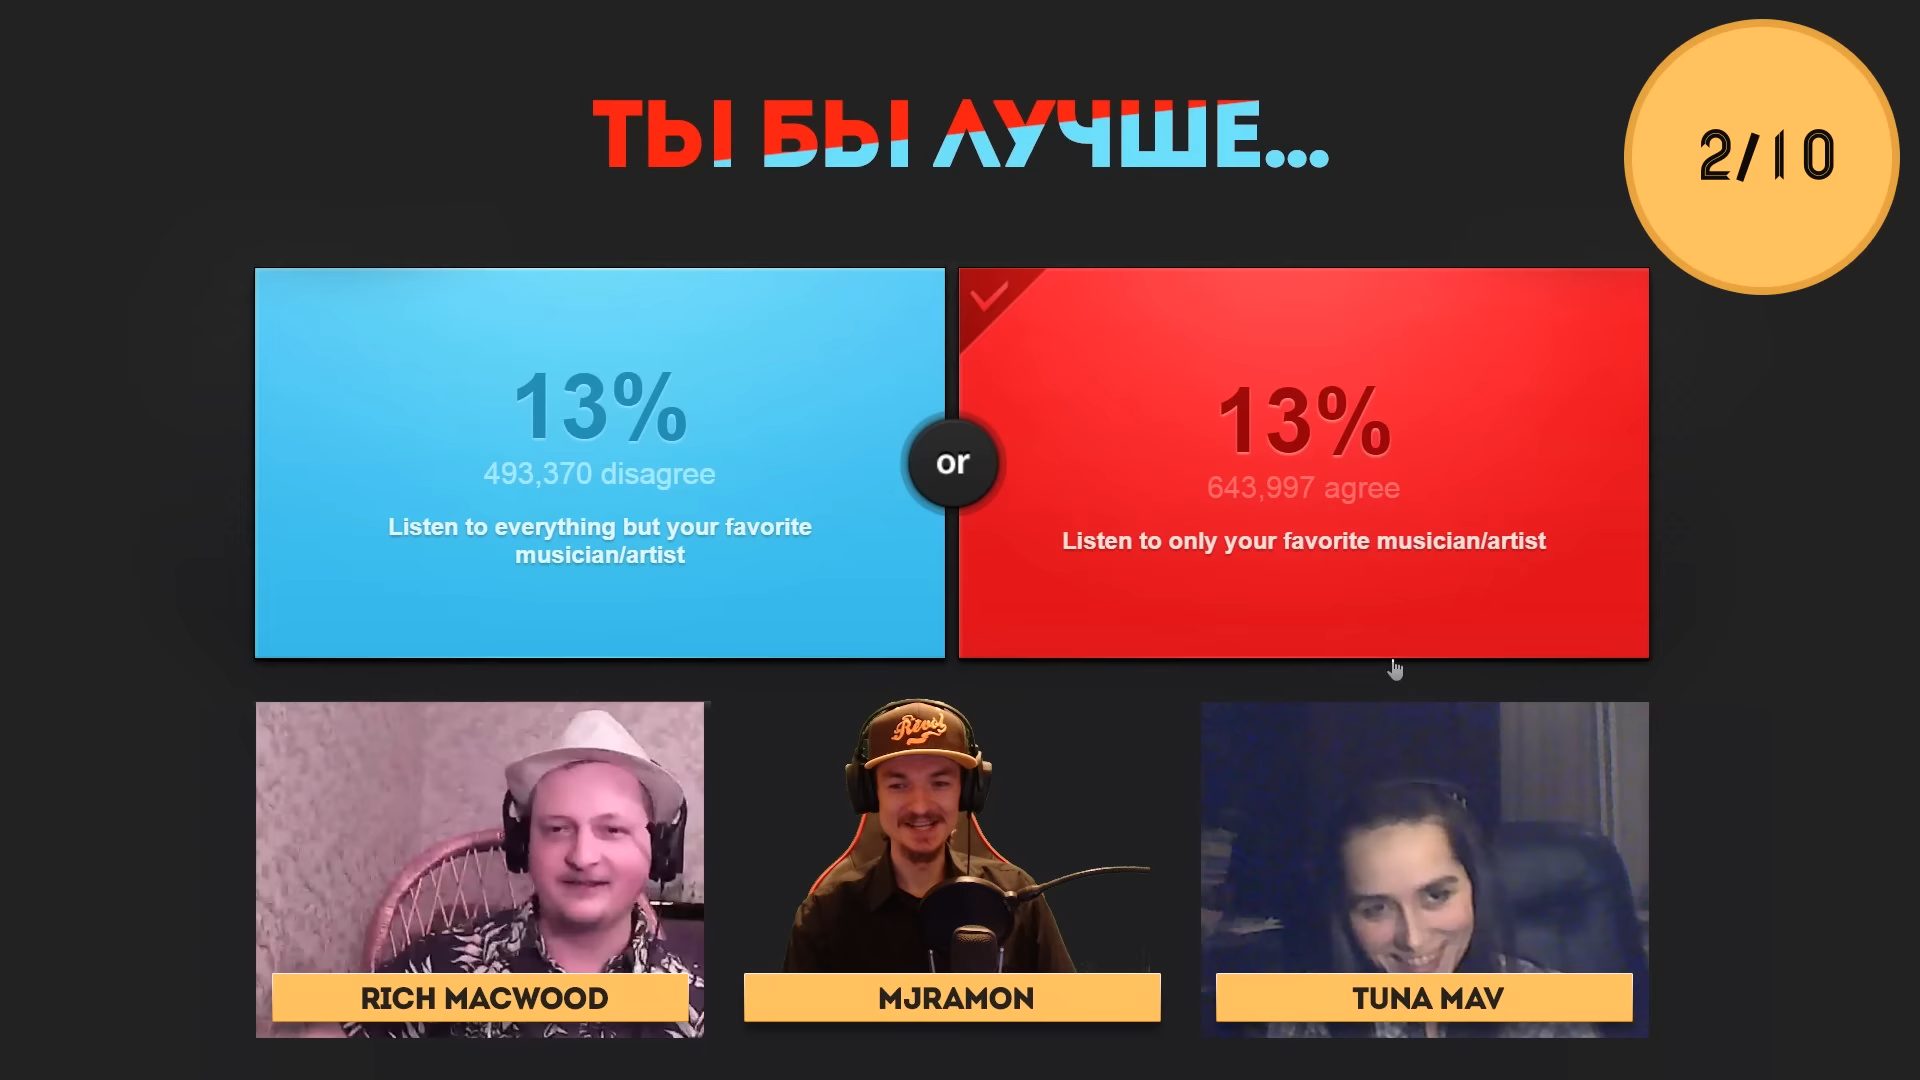 ТЫ БЫ ЛУЧШЕ...
2/10
13%
493,370 disagree
Listen to everything but your favorite
musician/artist
or
13%
643,997 agree
Listen to only your favorite musician/artist
Revol
RICH MACWOOD
MJRAMON
TUNA MAV